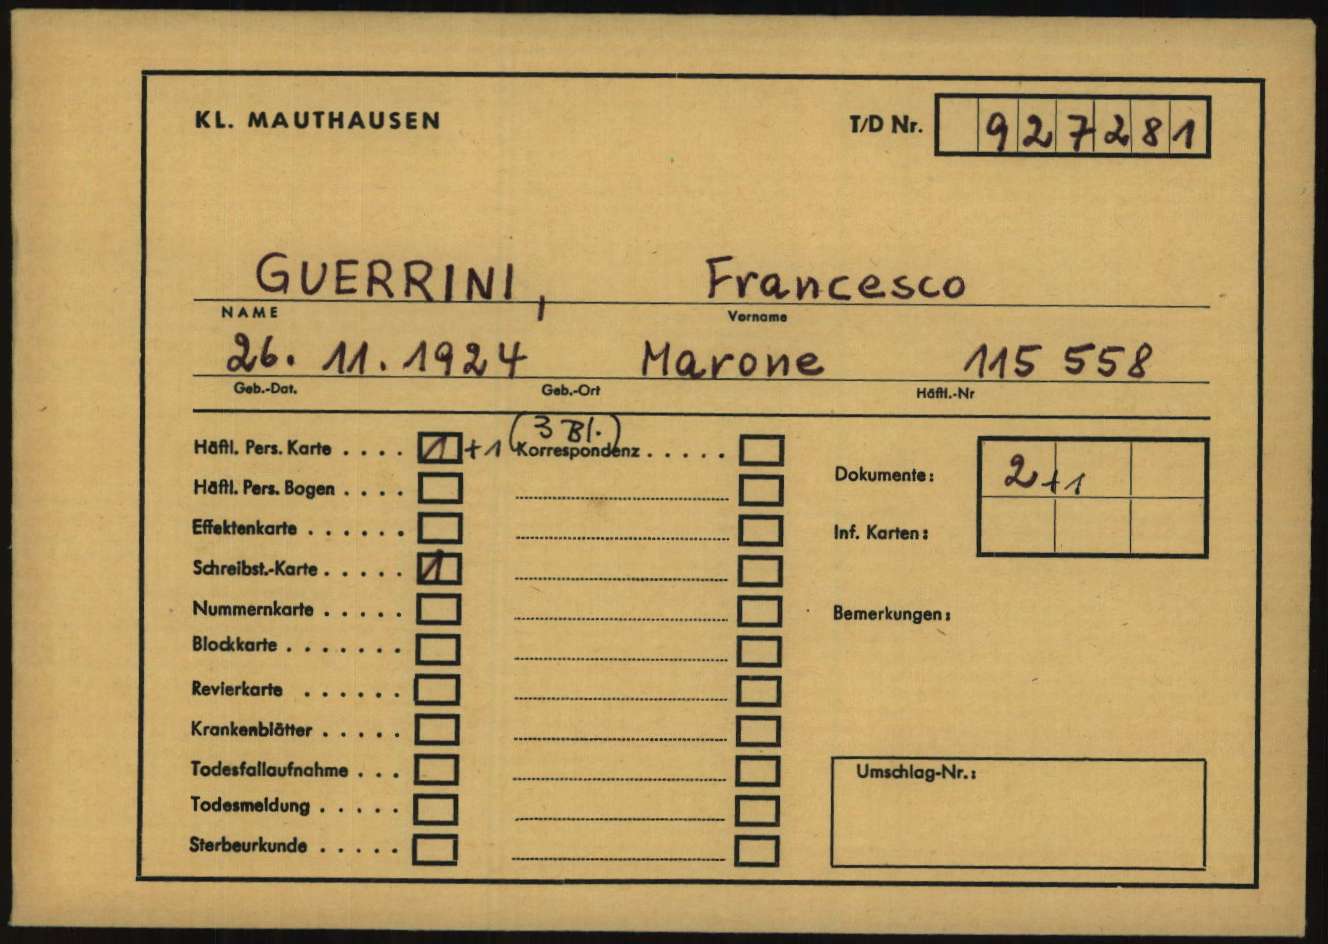 KL. MAUTHAUSEN T/D Nr. 927281
GUERRINI, Francesco
NAME Vorname
26. 11. 1924 Marone 115 558
Geb.-Dat. Geb.-Ort Häftl.-Nr
(3 Bl.)
Häftl. Pers. Karte . . . . 1 +1 Korrespondenz . . . . .
Häftl. Pers. Bogen . . . .
Effektenkarte . . . . . .
Schreibst.-Karte . . . . . 1
Nummernkarte . . . . .
Blockkarte . . . . . . .
Revierkarte . . . . . .
Krankenblätter . . . . .
Todesfallaufnahme . . .
Todesmeldung . . . . .
Sterbeurkunde . . . . .
Dokumente: 2 +1
Inf. Karten:
Bemerkungen:
Umschlag-Nr.: